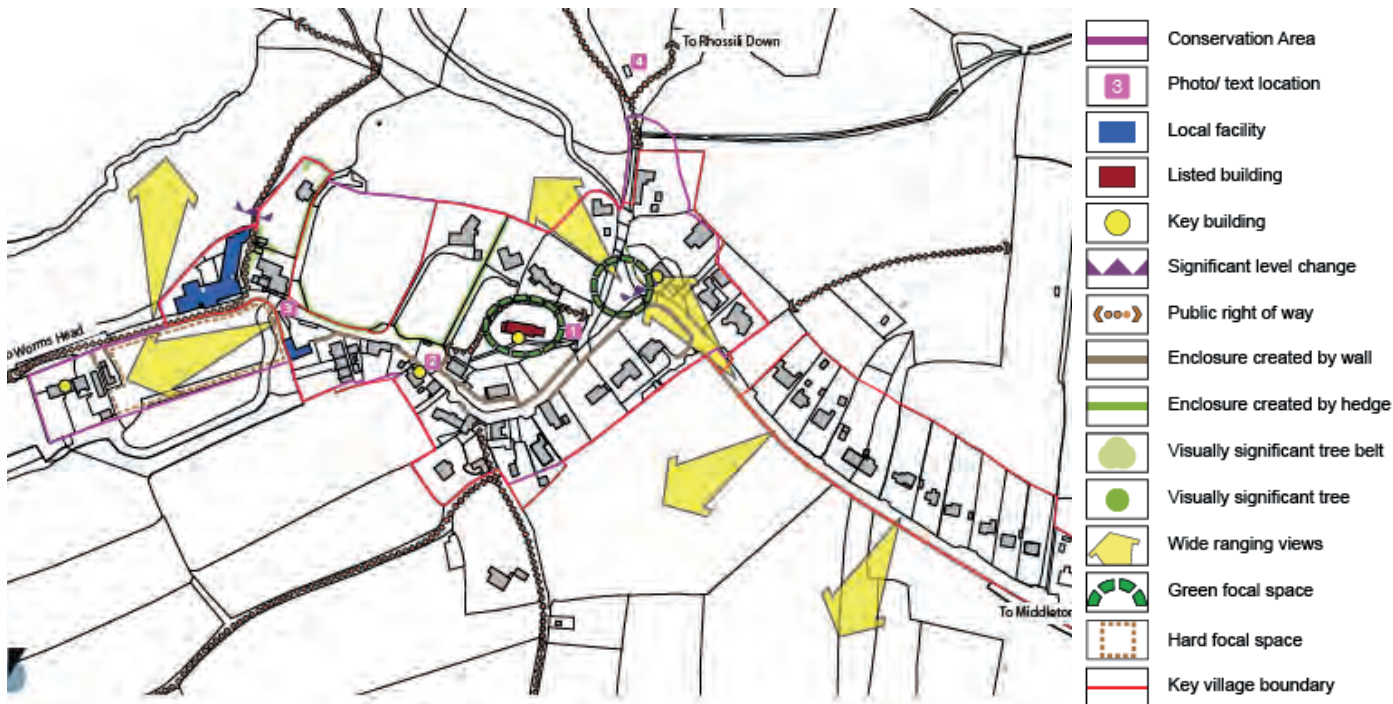 To Rhossili Down
4
3
1
2
o Worms Head
To Middleton
Conservation Area
3
Photo/ text location
Local facility
Listed building
Key building
Significant level change
Public right of way
Enclosure created by wall
Enclosure created by hedge
Visually significant tree belt
Visually significant tree
Wide ranging views
Green focal space
Hard focal space
Key village boundary